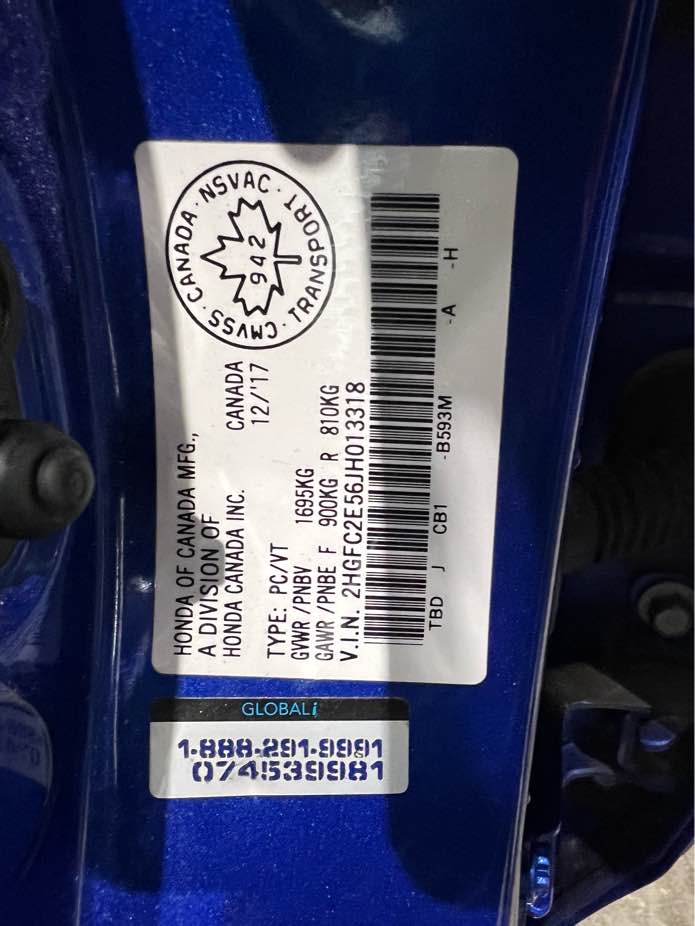 CMVSS · CANADA · NSVAC · TRANSPORT ·
942
HONDA OF CANADA MFG.,
A DIVISION OF CANADA
HONDA CANADA INC. 12/'17
TYPE: PC/VT
GVWR/PNBV 1695KG
GAWR/PNBE F 900KG R 810KG
V.I.N. 2HGFC2E56JH013318
TBD J CB1 -B593M -A -H
GLOBALi
1-888-291-9991
074539981